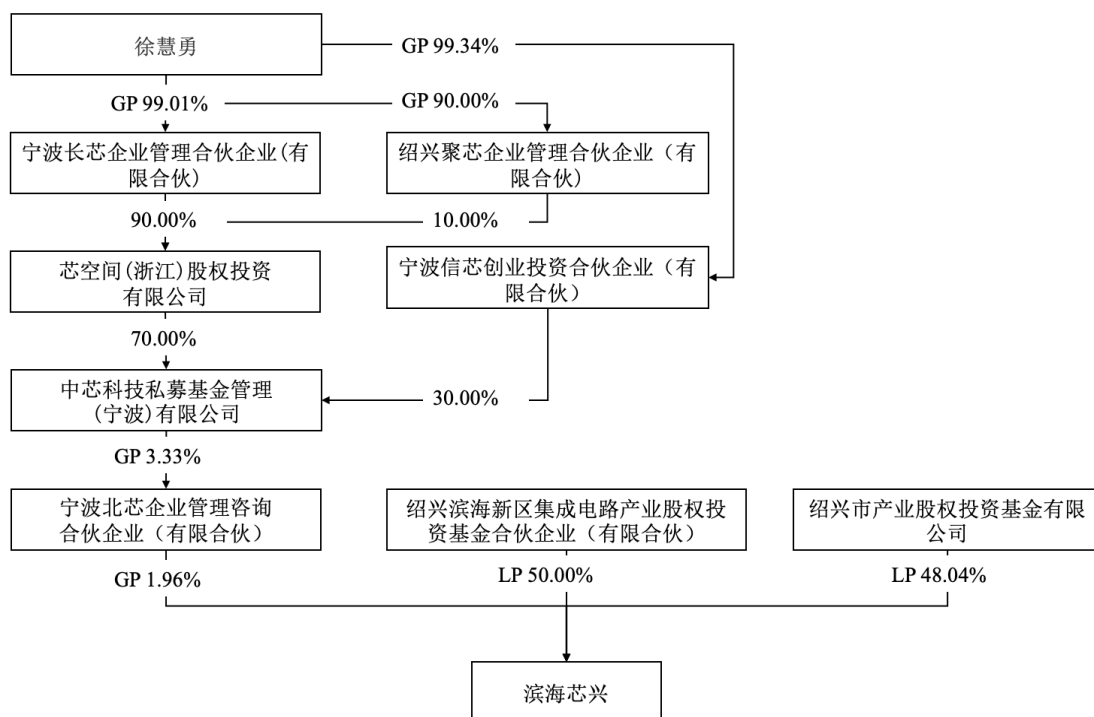 徐慧勇
GP 99.34%
GP 99.01%
GP 90.00%
宁波长芯企业管理合伙企业(有
限合伙)
绍兴聚芯企业管理合伙企业（有
限合伙)
90.00%
10.00%
芯空间(浙江)股权投资
有限公司
宁波信芯创业投资合伙企业（有
限合伙）
70.00%
中芯科技私募基金管理
(宁波)有限公司
30.00%
GP 3.33%
宁波北芯企业管理咨询
合伙企业（有限合伙）
绍兴滨海新区集成电路产业股权投
资基金合伙企业（有限合伙）
绍兴市产业股权投资基金有限
公司
GP 1.96%
LP 50.00%
LP 48.04%
滨海芯兴